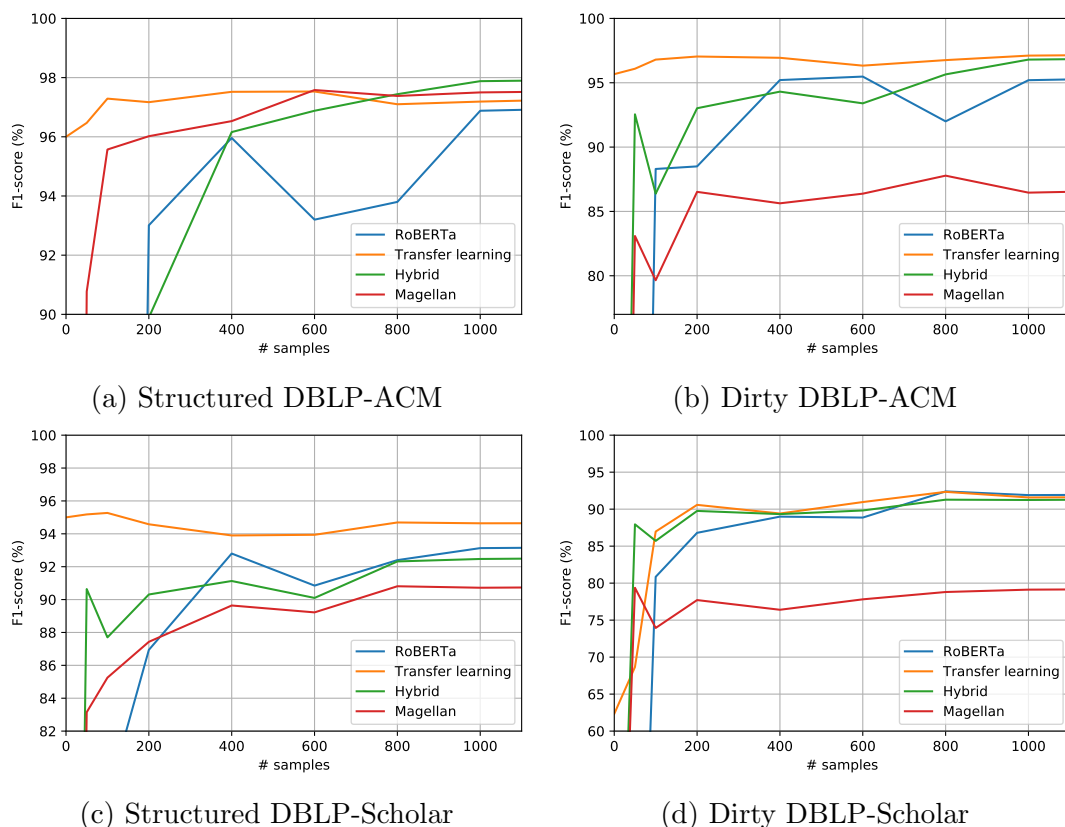 100
98
96
94
92
90
F1-score (%)
0 200 400 600 800 1000
# samples
RoBERTa
Transfer learning
Hybrid
Magellan
(a) Structured DBLP-ACM
100
95
90
85
80
F1-score (%)
0 200 400 600 800 1000
# samples
RoBERTa
Transfer learning
Hybrid
Magellan
(b) Dirty DBLP-ACM
100
98
96
94
92
90
88
86
84
82
F1-score (%)
0 200 400 600 800 1000
# samples
RoBERTa
Transfer learning
Hybrid
Magellan
(c) Structured DBLP-Scholar
100
95
90
85
80
75
70
65
60
F1-score (%)
0 200 400 600 800 1000
# samples
RoBERTa
Transfer learning
Hybrid
Magellan
(d) Dirty DBLP-Scholar